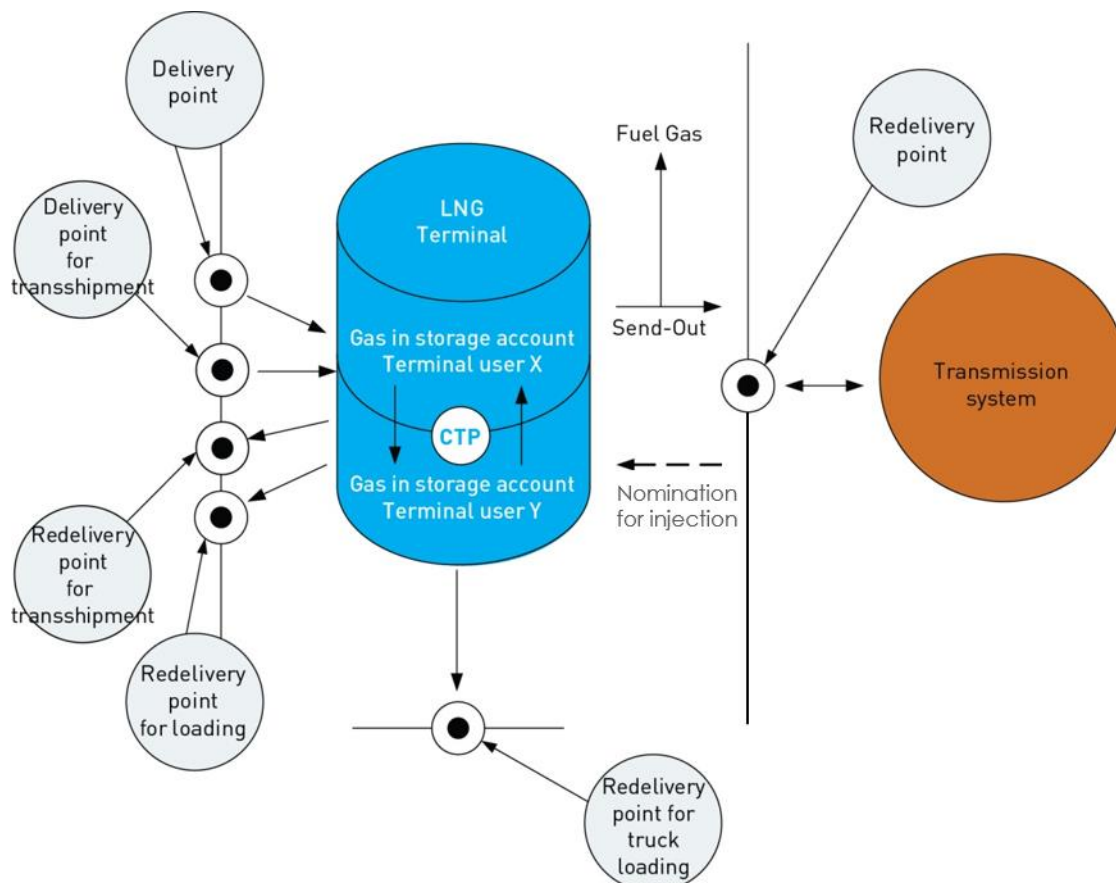 Delivery
point
Delivery
point
for
transshipment
Redelivery
point
for
transshipment
Redelivery
point
for loading
LNG
Terminal
Gas in storage account
Terminal user X
CTP
Gas in storage account
Terminal user Y
Fuel Gas
Send-Out
Nomination
for injection
Redelivery
point
Transmission
system
Redelivery
point for
truck
loading